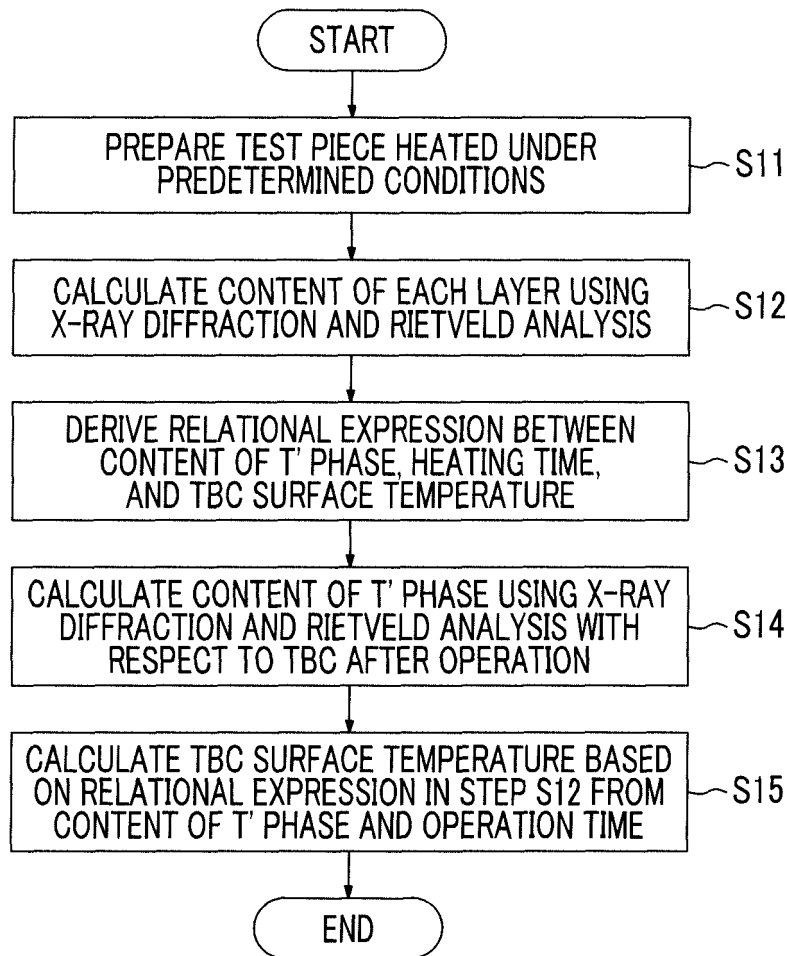 START
PREPARE TEST PIECE HEATED UNDER
PREDETERMINED CONDITIONS
S11
CALCULATE CONTENT OF EACH LAYER USING
X-RAY DIFFRACTION AND RIETVELD ANALYSIS
S12
DERIVE RELATIONAL EXPRESSION BETWEEN
CONTENT OF T' PHASE, HEATING TIME,
AND TBC SURFACE TEMPERATURE
S13
CALCULATE CONTENT OF T' PHASE USING X-RAY
DIFFRACTION AND RIETVELD ANALYSIS WITH
RESPECT TO TBC AFTER OPERATION
S14
CALCULATE TBC SURFACE TEMPERATURE BASED
ON RELATIONAL EXPRESSION IN STEP S12 FROM
CONTENT OF T' PHASE AND OPERATION TIME
S15
END